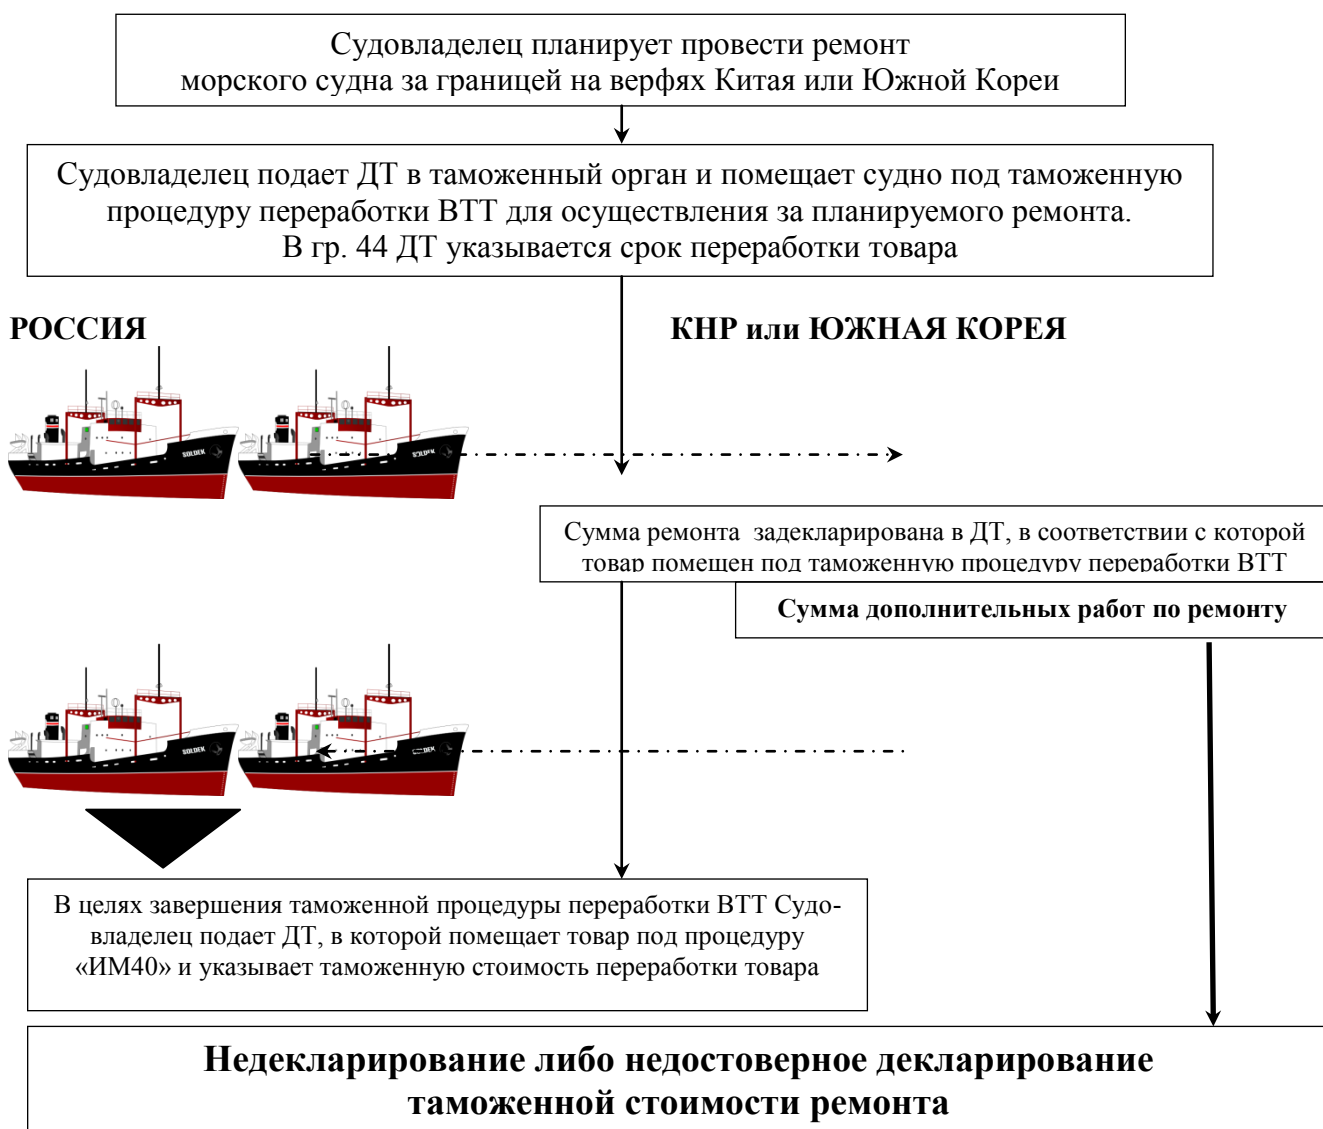 Судовладелец планирует провести ремонт
морского судна за границей на верфях Китая или Южной Кореи
Судовладелец подает ДТ в таможенный орган и помещает судно под таможенную
процедуру переработки ВТТ для осуществления за планируемого ремонта.
В гр. 44 ДТ указывается срок переработки товара
РОССИЯ
КНР или ЮЖНАЯ КОРЕЯ
SOLDEK
SOLDEK
Сумма ремонта задекларирована в ДТ, в соответствии с которой
товар помещен под таможенную процедуру переработки ВТТ
Сумма дополнительных работ по ремонту
SOLDEK
SOLDEK
В целях завершения таможенной процедуры переработки ВТТ Судо-
владелец подает ДТ, в которой помещает товар под процедуру
«ИМ40» и указывает таможенную стоимость переработки товара
Недекларирование либо недостоверное декларирование
таможенной стоимости ремонта